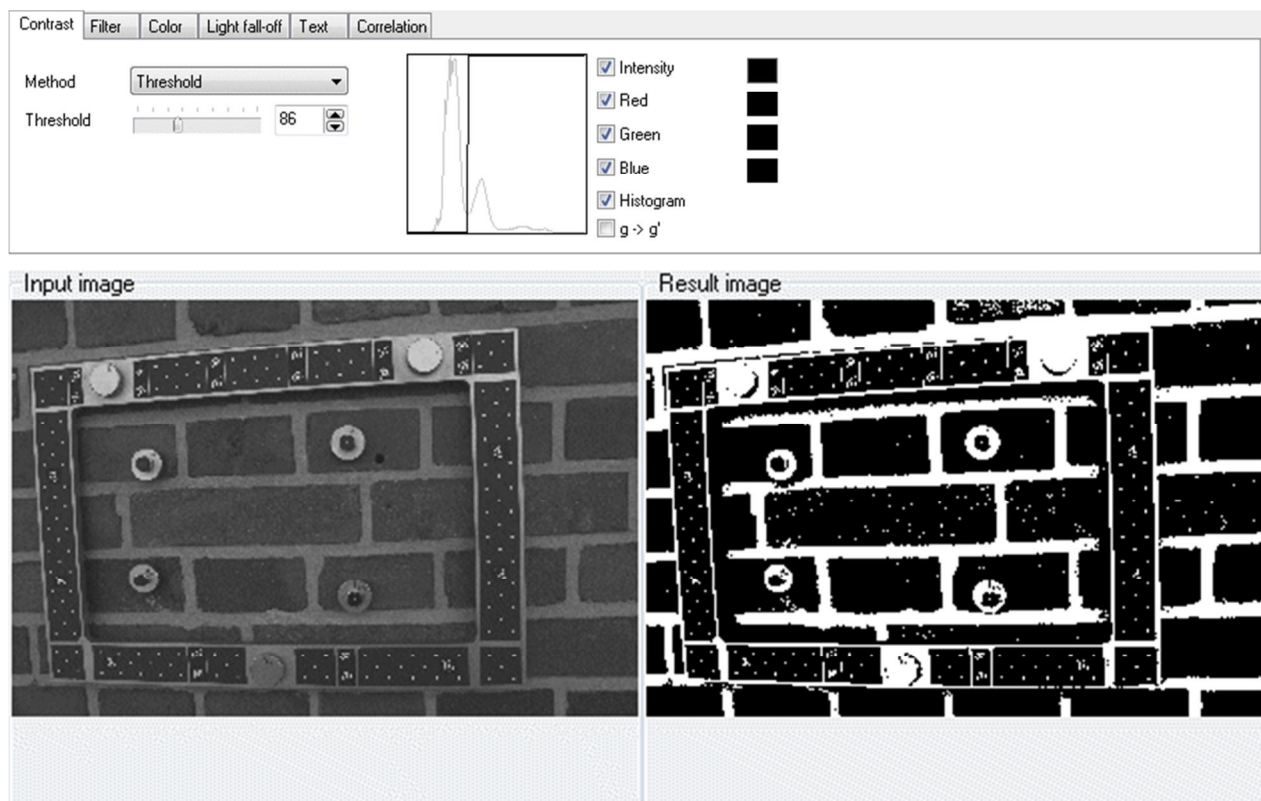 Contrast Filter Color Light fall-off Text Correlation
Method Threshold
Threshold 86
Intensity
Red
Green
Blue
Histogram
g -> g'
Input image Result image